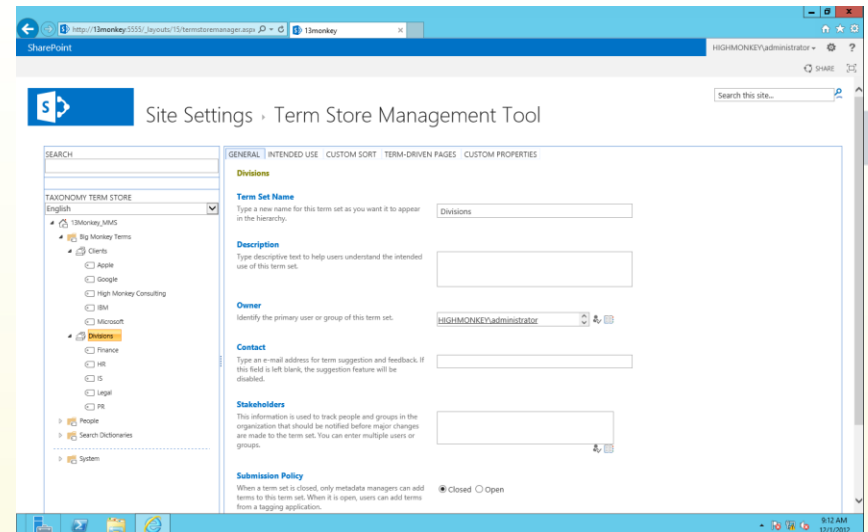 http://13monkey:5555/_layouts/15/termstoremanager.aspx
13monkey
SharePoint
HIGHMONKEY\administrator
?
SHARE
S
Site Settings › Term Store Management Tool
Search this site...
SEARCH
TAXONOMY TERM STORE
English
13Monkey_MMS
Big Monkey Terms
Clients
Apple
Google
High Monkey Consulting
IBM
Microsoft
Divisions
Finance
HR
IS
Legal
PR
People
Search Dictionaries
System
GENERAL INTENDED USE CUSTOM SORT TERM-DRIVEN PAGES CUSTOM PROPERTIES
Divisions
Term Set Name
Type a new name for this term set as you want it to appear
in the hierarchy.
Divisions
Description
Type descriptive text to help users understand the intended
use of this term set.
Owner
Identify the primary user or group of this term set.
HIGHMONKEY\administrator
Contact
Type an e-mail address for term suggestion and feedback. If
this field is left blank, the suggestion feature will be
disabled.
Stakeholders
This information is used to track people and groups in the
organization that should be notified before major changes
are made to the term set. You can enter multiple users or
groups.
Submission Policy
When a term set is closed, only metadata managers can add
terms to this term set. When it is open, users can add terms
from a tagging application.
Closed Open
9:12 AM
12/1/2012